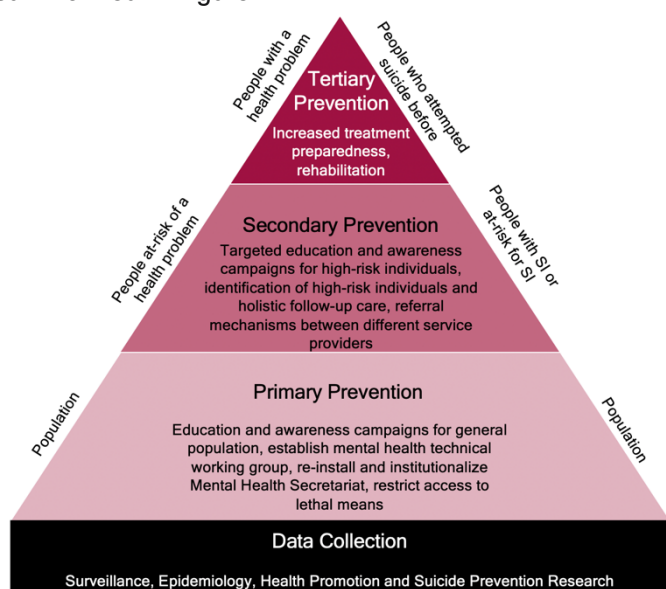 People with a
health problem
People who attempted
suicide before
Tertiary
Prevention
Increased treatment
preparedness,
rehabilitation
People at-risk of a
health problem
People with SI or
at-risk for SI
Secondary Prevention
Targeted education and awareness
campaigns for high-risk individuals,
identification of high-risk individuals and
holistic follow-up care, referral
mechanisms between different service
providers
Population
Population
Primary Prevention
Education and awareness campaigns for general
population, establish mental health technical
working group, re-install and institutionalize
Mental Health Secretariat, restrict access to
lethal means
Data Collection
Surveillance, Epidemiology, Health Promotion and Suicide Prevention Research